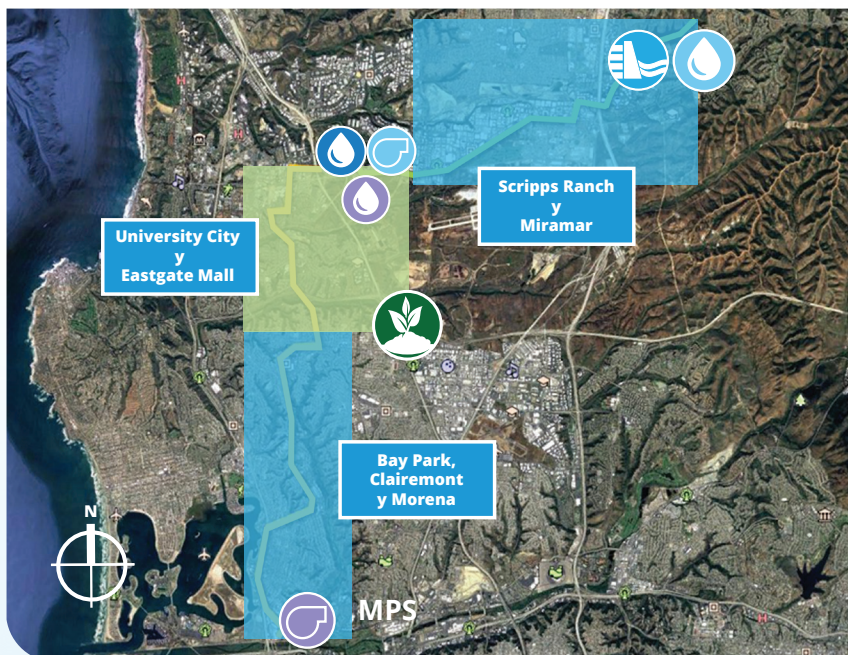 Scripps Ranch
y
Miramar
University City
y
Eastgate Mall
Bay Park,
Clairemont
y Morena
N
MPS